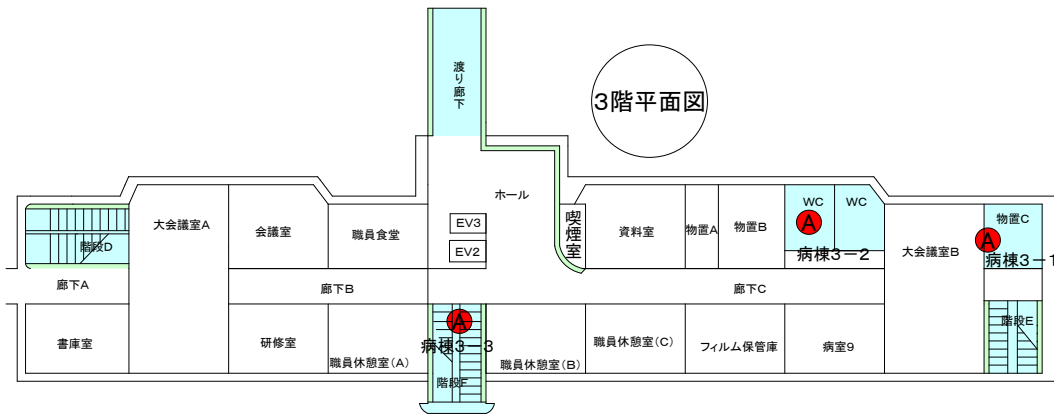 渡り廊下
3階平面図
ホール
喫煙室
EV3
EV2
階段D
大会議室A
会議室
職員食堂
資料室
物置A
物置B
WC
WC
A
病棟3-2
大会議室B
物置C
A
病棟3-1
廊下A
廊下B
廊下C
書庫室
研修室
職員休憩室(A)
A
病棟3-3
階段F
職員休憩室(B)
職員休憩室(C)
フィルム保管庫
病室9
階段E